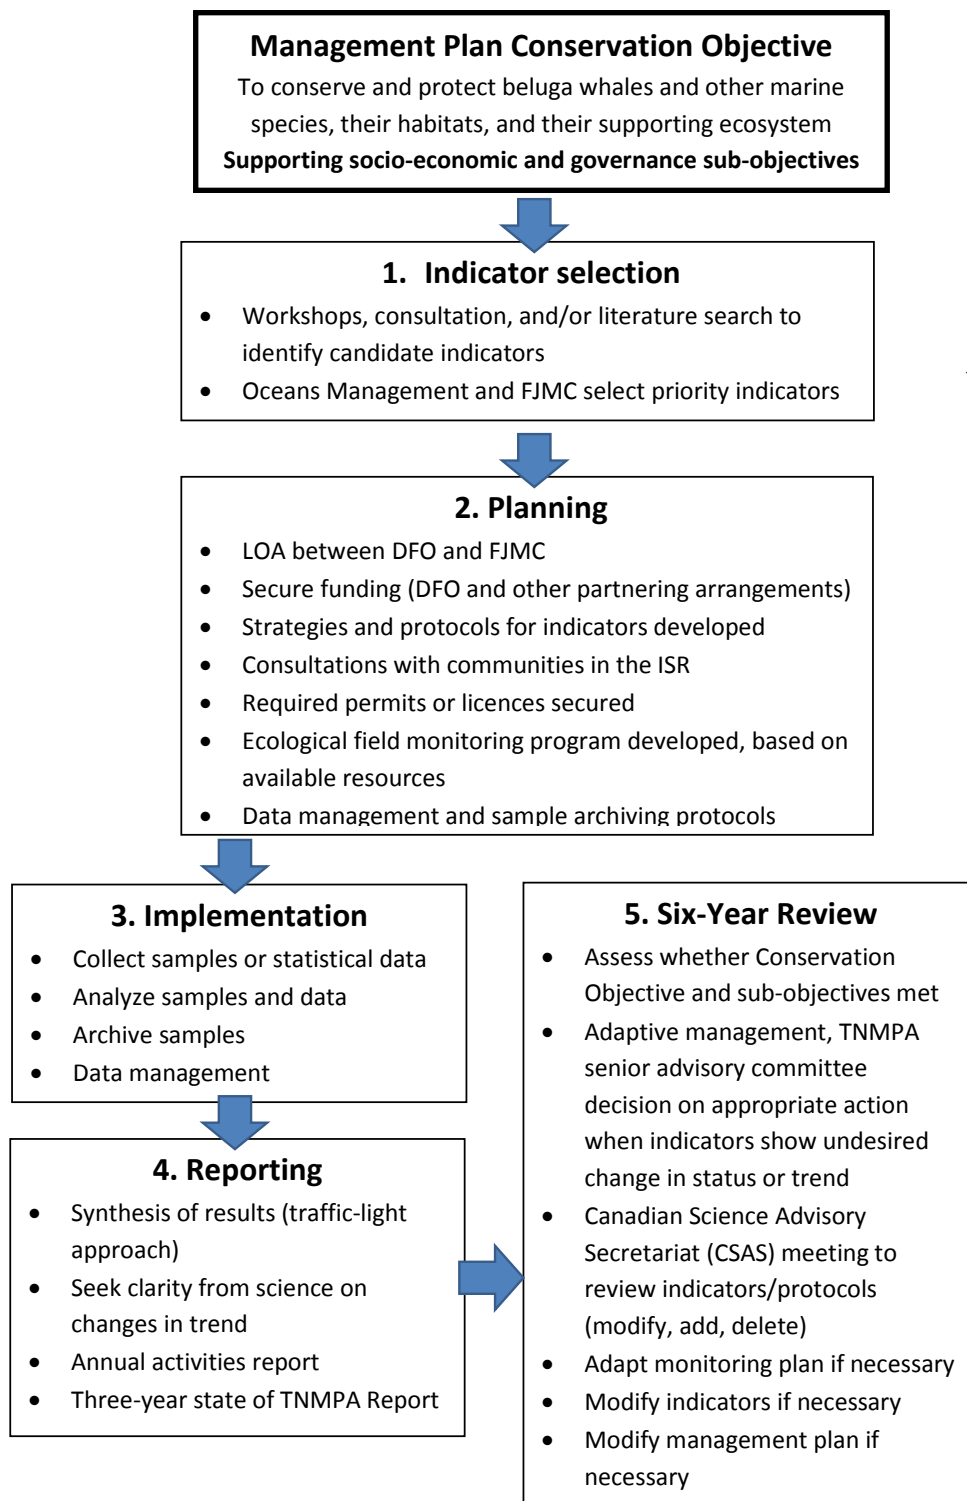 Management Plan Conservation Objective
To conserve and protect beluga whales and other marine
species, their habitats, and their supporting ecosystem
Supporting socio-economic and governance sub-objectives
1. Indicator selection
• Workshops, consultation, and/or literature search to
identify candidate indicators
• Oceans Management and FJMC select priority indicators
2. Planning
• LOA between DFO and FJMC
• Secure funding (DFO and other partnering arrangements)
• Strategies and protocols for indicators developed
• Consultations with communities in the ISR
• Required permits or licences secured
• Ecological field monitoring program developed, based on
available resources
• Data management and sample archiving protocols
3. Implementation
• Collect samples or statistical data
• Analyze samples and data
• Archive samples
• Data management
4. Reporting
• Synthesis of results (traffic-light
approach)
• Seek clarity from science on
changes in trend
• Annual activities report
• Three-year state of TNMPA Report
5. Six-Year Review
• Assess whether Conservation
Objective and sub-objectives met
• Adaptive management, TNMPA
senior advisory committee
decision on appropriate action
when indicators show undesired
change in status or trend
• Canadian Science Advisory
Secretariat (CSAS) meeting to
review indicators/protocols
(modify, add, delete)
• Adapt monitoring plan if necessary
• Modify indicators if necessary
• Modify management plan if
necessary